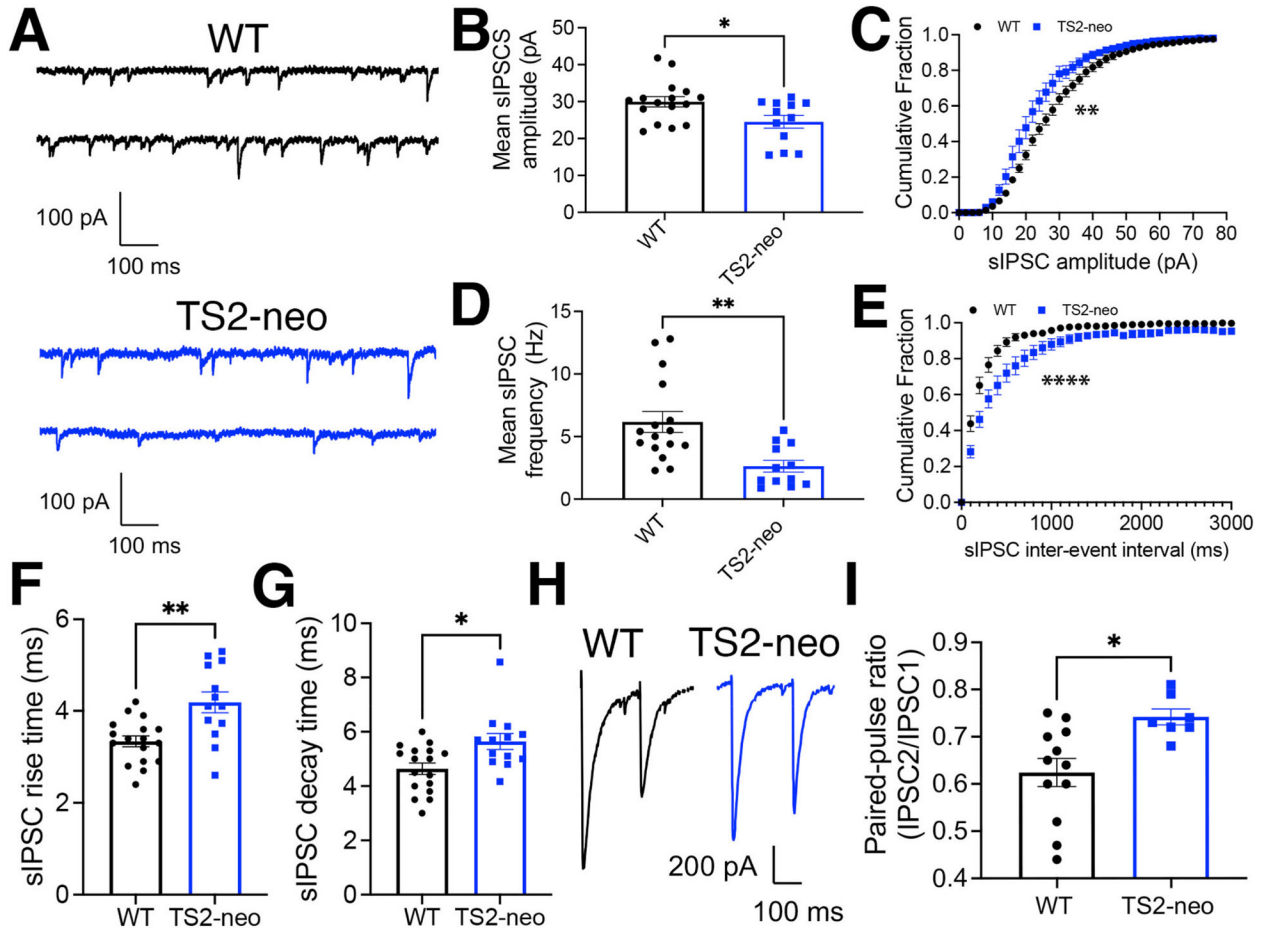 A
WT
100 pA
100 ms
TS2-neo
100 pA
100 ms
B
Mean sIPSCS
amplitude (pA
50
40
30
20
10
0
*
WT
TS2-neo
C
WT TS2-neo
Cumulative Fraction
1.0
0.8
0.6
0.4
0.2
0.0
**
0 10 20 30 40 50 60 70 80
sIPSC amplitude (pA)
D
Mean sIPSC
frequency (Hz)
15
10
5
0
**
WT
TS2-neo
E
WT TS2-neo
Cumulative Fraction
1.0
0.8
0.6
0.4
0.2
0.0
****
0 1000 2000 3000
sIPSC inter-event interval (ms)
F
sIPSC rise time (ms)
6
4
2
0
**
WT TS2-neo
G
sIPSC decay time (ms)
10
8
6
4
2
0
*
WT TS2-neo
H
WT TS2-neo
200 pA
100 ms
I
Paired-pulse ratio
(IPSC2/IPSC1)
0.9
0.8
0.7
0.6
0.5
0.4
*
WT TS2-neo